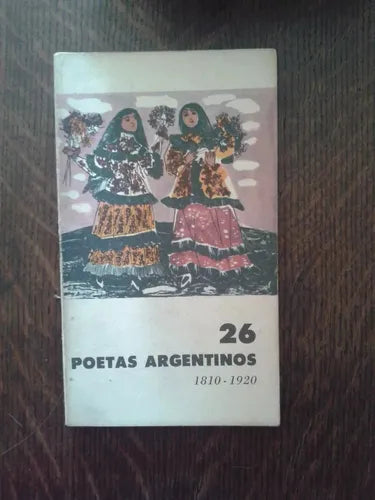 26
POETAS ARGENTINOS
1810-1920